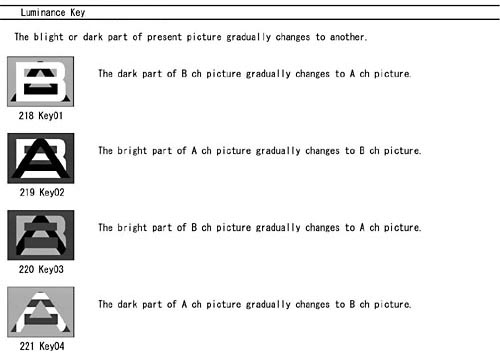 Luminance Key
The blight or dark part of present picture gradually changes to another.
B A
The dark part of B ch picture gradually changes to A ch picture.
218 Key01
B A
The bright part of A ch picture gradually changes to B ch picture.
219 Key02
B A
The bright part of B ch picture gradually changes to A ch picture.
220 Key03
B A
The dark part of A ch picture gradually changes to B ch picture.
221 Key04